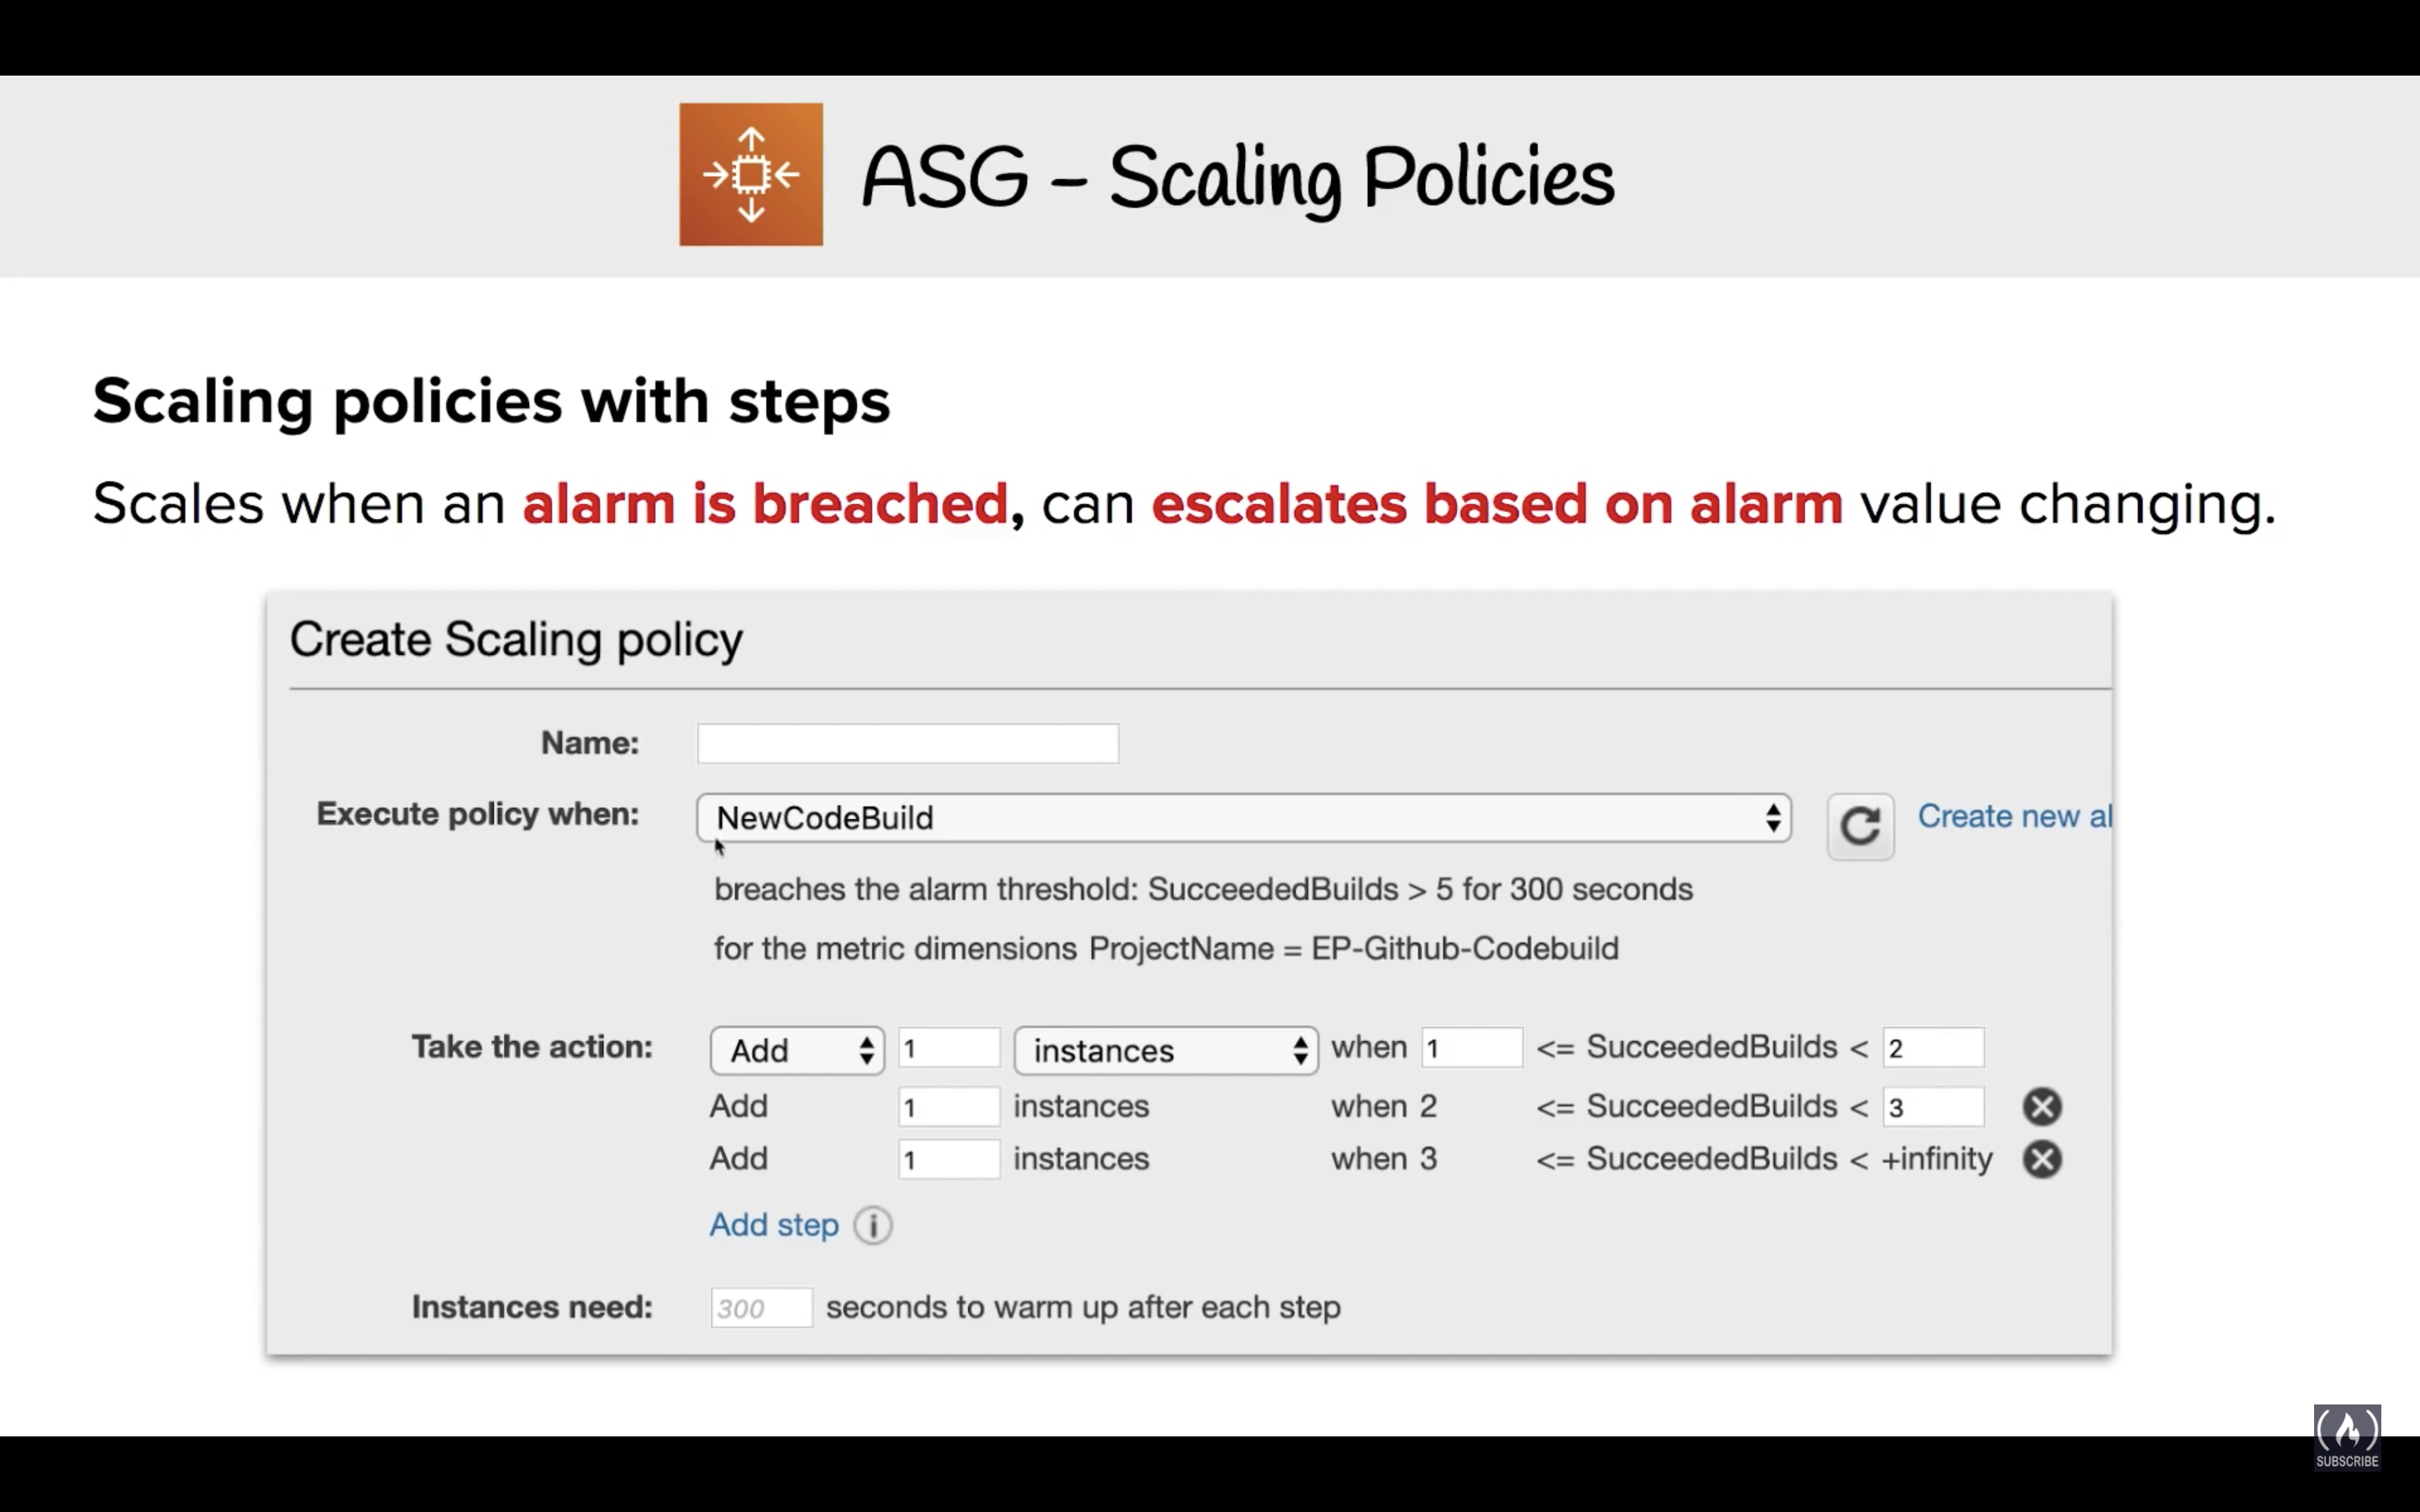 ASG – Scaling Policies
Scaling policies with steps
Scales when an alarm is breached, can escalates based on alarm value changing.
Create Scaling policy
Name:
Execute policy when: NewCodeBuild Create new al
breaches the alarm threshold: SucceededBuilds > 5 for 300 seconds
for the metric dimensions ProjectName = EP-Github-Codebuild
Take the action: Add 1 instances when 1 <= SucceededBuilds < 2
Add 1 instances when 2 <= SucceededBuilds < 3
Add 1 instances when 3 <= SucceededBuilds < +infinity
Add step i
Instances need: 300 seconds to warm up after each step
SUBSCRIBE